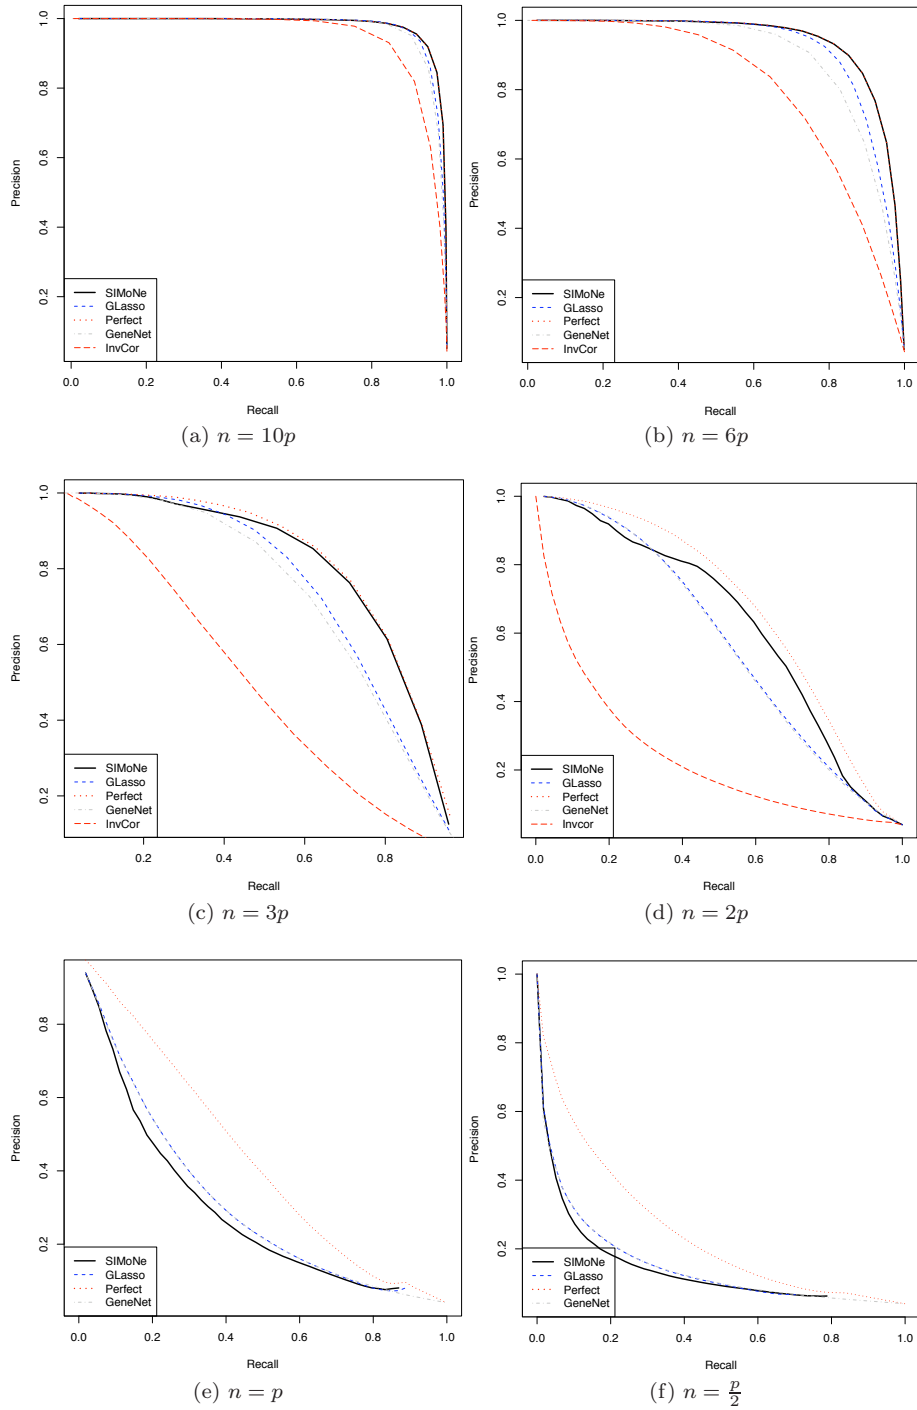 1.0
0.8
0.6
0.4
0.2
Precision
SIMoNe
GLasso
Perfect
GeneNet
InvCor
0.0 0.2 0.4 0.6 0.8 1.0
Recall
(a) n = 10p
1.0
0.8
0.6
0.4
0.2
Precision
SIMoNe
GLasso
Perfect
GeneNet
InvCor
0.0 0.2 0.4 0.6 0.8 1.0
Recall
(b) n = 6p
1.0
0.8
0.6
0.4
0.2
Precision
SIMoNe
GLasso
Perfect
GeneNet
InvCor
0.2 0.4 0.6 0.8
Recall
(c) n = 3p
1.0
0.8
0.6
0.4
0.2
Precision
SIMoNe
GLasso
Perfect
GeneNet
Invcor
0.0 0.2 0.4 0.6 0.8 1.0
Recall
(d) n = 2p
0.8
0.6
0.4
0.2
Precision
SIMoNe
GLasso
Perfect
GeneNet
0.0 0.2 0.4 0.6 0.8 1.0
Recall
(e) n = p
1.0
0.8
0.6
0.4
0.2
Precision
SIMoNe
GLasso
Perfect
GeneNet
0.0 0.2 0.4 0.6 0.8 1.0
Recall
(f) n = p/2